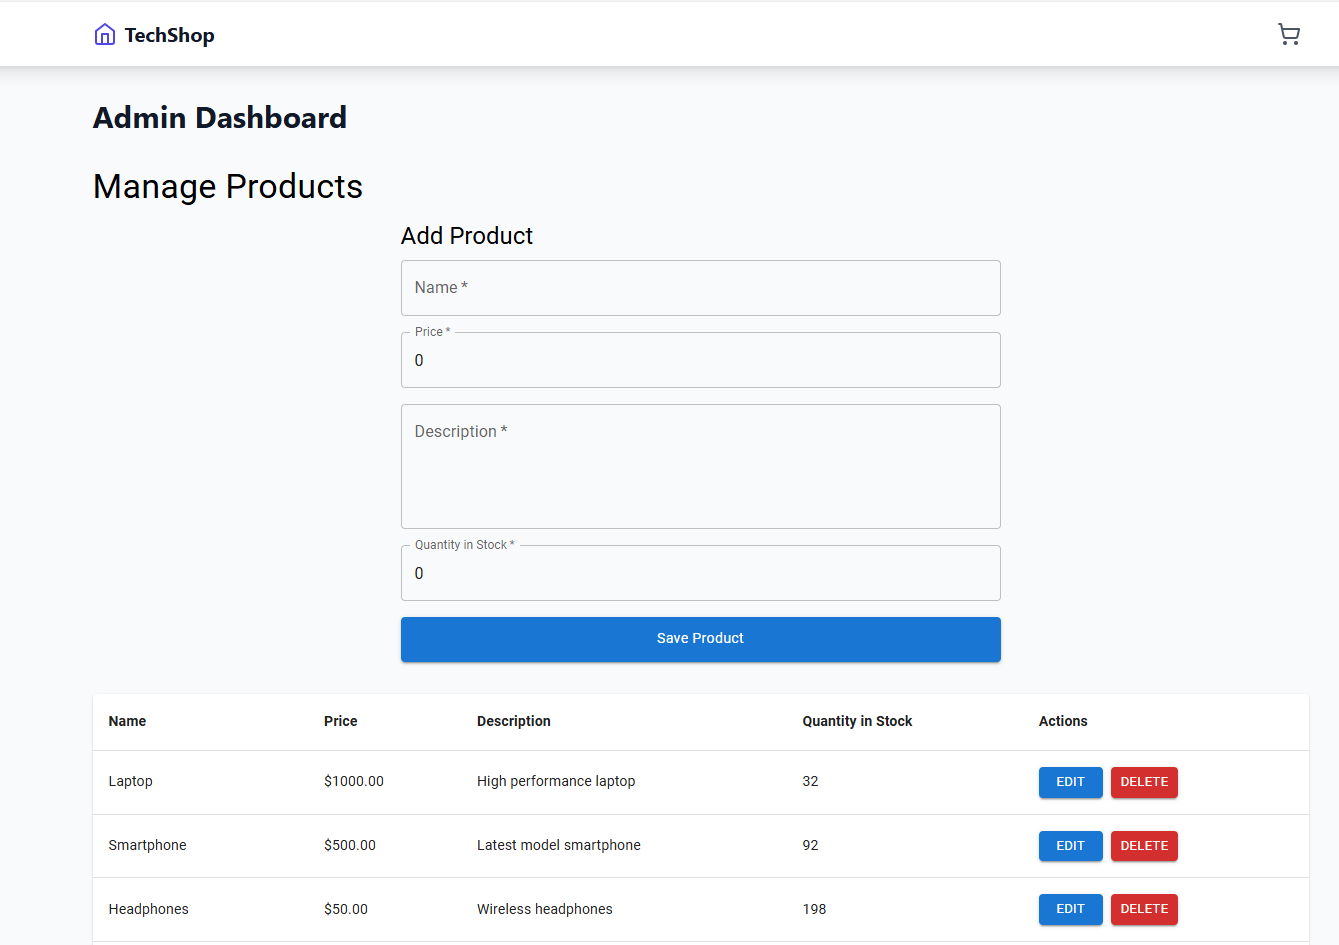 TechShop
Admin Dashboard
Manage Products
Add Product
Name *
Price *
0
Description *
Quantity in Stock *
0
Save Product
Name Price Description Quantity in Stock Actions
Laptop $1000.00 High performance laptop 32 EDIT DELETE
Smartphone $500.00 Latest model smartphone 92 EDIT DELETE
Headphones $50.00 Wireless headphones 198 EDIT DELETE